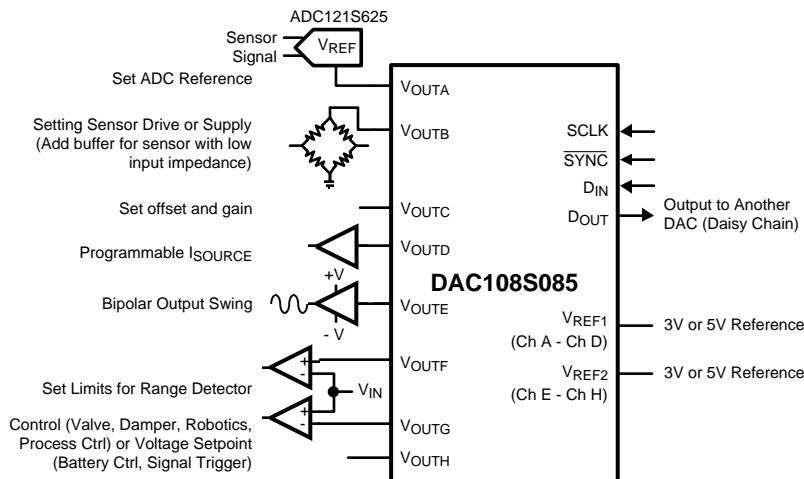 ADC121S625
Sensor
Signal
VREF
Set ADC Reference
VOUTA
Setting Sensor Drive or Supply
(Add buffer for sensor with low
input impedance)
VOUTB
SCLK
SYNC
DIN
Set offset and gain
VOUTC
DOUT
Output to Another
DAC (Daisy Chain)
Programmable ISOURCE
VOUTD
DAC108S085
+V
Bipolar Output Swing
VOUTE
- V
VREF1
(Ch A - Ch D)
3V or 5V Reference
VOUTF
+
-
VREF2
(Ch E - Ch H)
3V or 5V Reference
Set Limits for Range Detector
VIN
+
-
Control (Valve, Damper, Robotics,
Process Ctrl) or Voltage Setpoint
(Battery Ctrl, Signal Trigger)
VOUTG
VOUTH